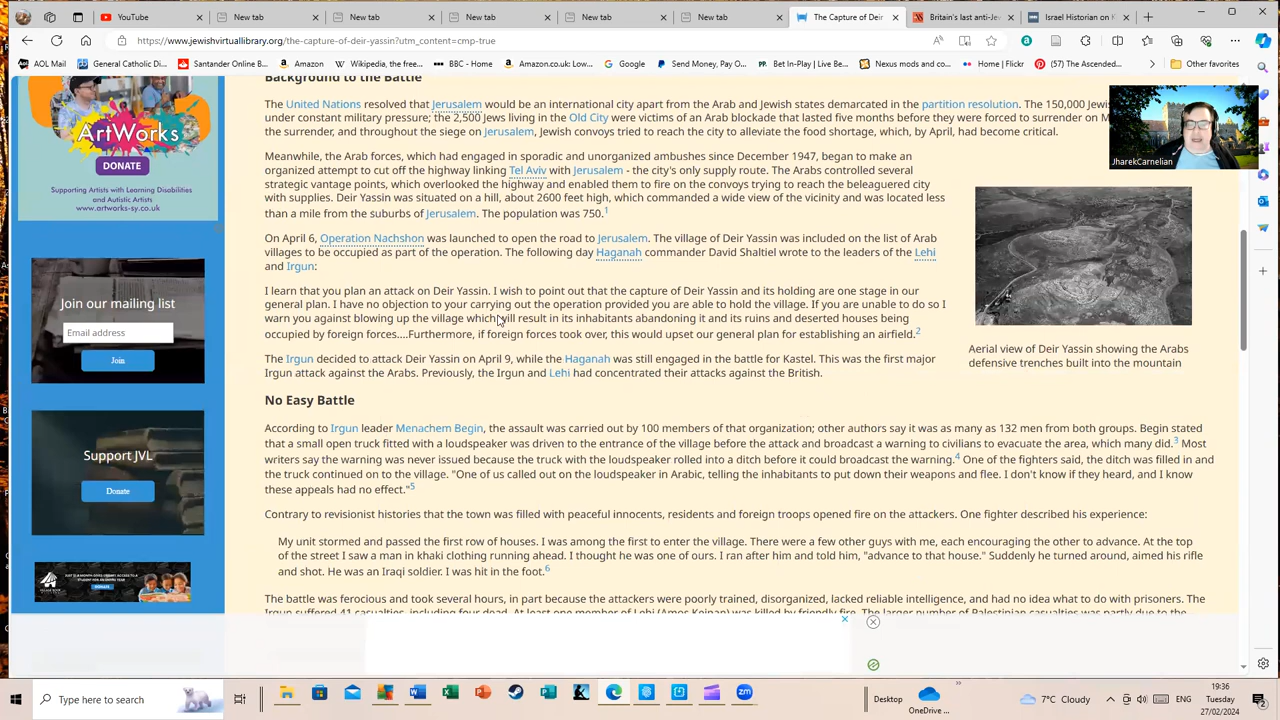 YouTube
New tab
New tab
New tab
New tab
New tab
The Capture of Deir
Britain's last anti-Jew
Israel Historian on
https://www.jewishvirtuallibrary.org/the-capture-of-deir-yassin?utm_content=cmp-true
AOL Mail
General Catholic Di...
Santander Online B...
Amazon
Wikipedia, the free...
BBC - Home
Amazon.co.uk: Low...
Google
Send Money, Pay O...
Bet In-Play | Live Be...
Nexus mods and co...
Home | Flickr
(57) The Ascended...
Other favorites
ArtWorks
DONATE
Supporting Artists with Learning Disabilities
and Autistic Artists
www.artworks-sy.co.uk
Join our mailing list
Email address
Join
Support JVL
Donate
Background to the Battle
The United Nations resolved that Jerusalem would be an international city apart from the Arab and Jewish states demarcated in the partition resolution. The 150,000
under constant military pressure; the 2,500 Jews living in the Old City were victims of an Arab blockade that lasted five months before they were forced to surrender on
the surrender, and throughout the siege on Jerusalem, Jewish convoys tried to reach the city to alleviate the food shortage, which, by April, had become critical.
Meanwhile, the Arab forces, which had engaged in sporadic and unorganized ambushes since December 1947, began to make an
organized attempt to cut off the highway linking Tel Aviv with Jerusalem - the city's only supply route. The Arabs controlled several
strategic vantage points, which overlooked the highway and enabled them to fire on the convoys trying to reach the beleaguered city
with supplies. Deir Yassin was situated on a hill, about 2600 feet high, which commanded a wide view of the vicinity and was located less
than a mile from the suburbs of Jerusalem. The population was 750.1
On April 6, Operation Nachshon was launched to open the road to Jerusalem. The village of Deir Yassin was included on the list of Arab
villages to be occupied as part of the operation. The following day Haganah commander David Shaltiel wrote to the leaders of the Lehi
and Irgun:
I learn that you plan an attack on Deir Yassin. I wish to point out that the capture of Deir Yassin and its holding are one stage in our
general plan. I have no objection to your carrying out the operation provided you are able to hold the village. If you are unable to do so I
warn you against blowing up the village which will result in its inhabitants abandoning it and its ruins and deserted houses being
occupied by foreign forces....Furthermore, if foreign forces took over, this would upset our general plan for establishing an airfield.2
The Irgun decided to attack Deir Yassin on April 9, while the Haganah was still engaged in the battle for Kastel. This was the first major
Irgun attack against the Arabs. Previously, the Irgun and Lehi had concentrated their attacks against the British.
Aerial view of Deir Yassin showing the Arabs
defensive trenches built into the mountain
No Easy Battle
According to Irgun leader Menachem Begin, the assault was carried out by 100 members of that organization; other authors say it was as many as 132 men from both groups. Begin stated
that a small open truck fitted with a loudspeaker was driven to the entrance of the village before the attack and broadcast a warning to civilians to evacuate the area, which many did.3 Most
writers say the warning was never issued because the truck with the loudspeaker rolled into a ditch before it could broadcast the warning.4 One of the fighters said, the ditch was filled in and
the truck continued on to the village. "One of us called out on the loudspeaker in Arabic, telling the inhabitants to put down their weapons and flee. I don't know if they heard, and I know
these appeals had no effect."5
Contrary to revisionist histories that the town was filled with peaceful innocents, residents and foreign troops opened fire on the attackers. One fighter described his experience:
My unit stormed and passed the first row of houses. I was among the first to enter the village. There were a few other guys with me, each encouraging the other to advance. At the top
of the street I saw a man in khaki clothing running ahead. I thought he was one of ours. I ran after him and told him, "advance to that house." Suddenly he turned around, aimed his rifle
and shot. He was an Iraqi soldier. I was hit in the foot.6
The battle was ferocious and took several hours, in part because the attackers were poorly trained, disorganized, lacked reliable intelligence, and had no idea what to do with prisoners. The
Irgun suffered 41 casualties, including four dead. At least one member of Lehi (Amos Keinan) was killed by friendly fire. The larger number of Palestinian casualties was partly due to the
JharekCarnelian
Type here to search
Desktop
OneDrive
7°C Cloudy
ENG
19:36
Tuesday
27/02/2024